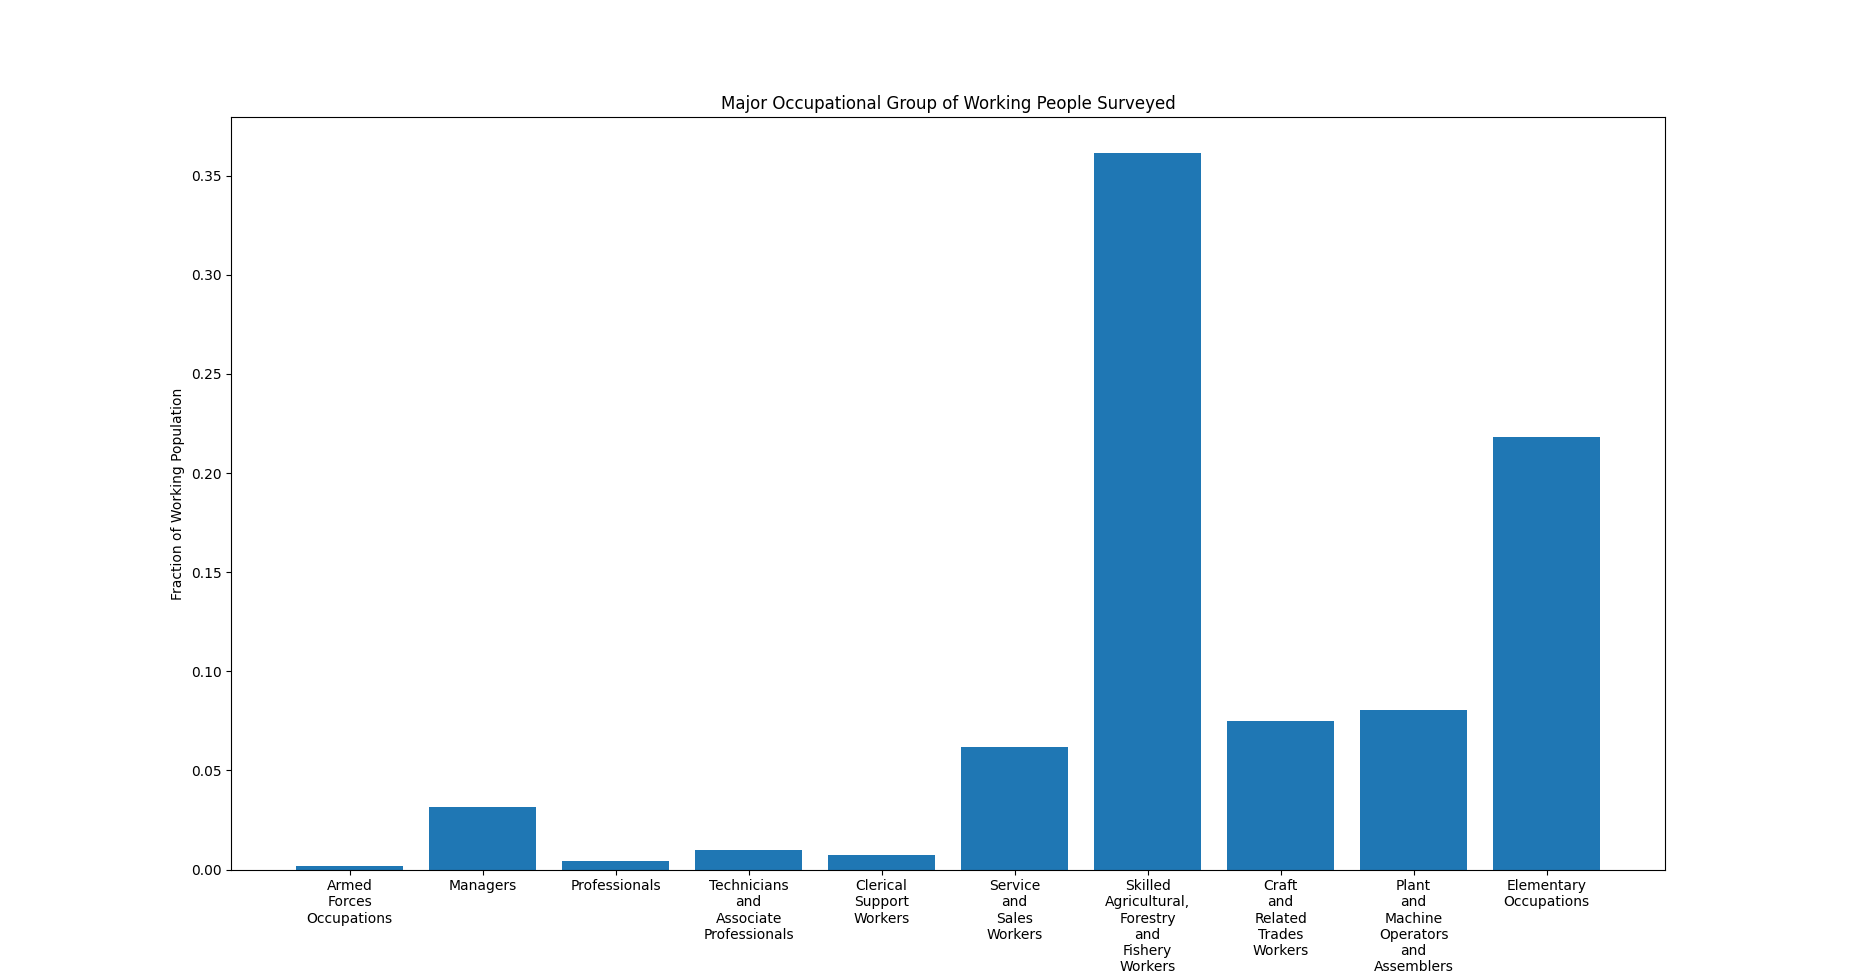 Major Occupational Group of Working People Surveyed
Fraction of Working Population
0.35
0.30
0.25
0.20
0.15
0.10
0.05
0.00
Armed
Forces
Occupations
Managers
Professionals
Technicians
and
Associate
Professionals
Clerical
Support
Workers
Service
and
Sales
Workers
Skilled
Agricultural,
Forestry
and
Fishery
Workers
Craft
and
Related
Trades
Workers
Plant
and
Machine
Operators
and
Assemblers
Elementary
Occupations